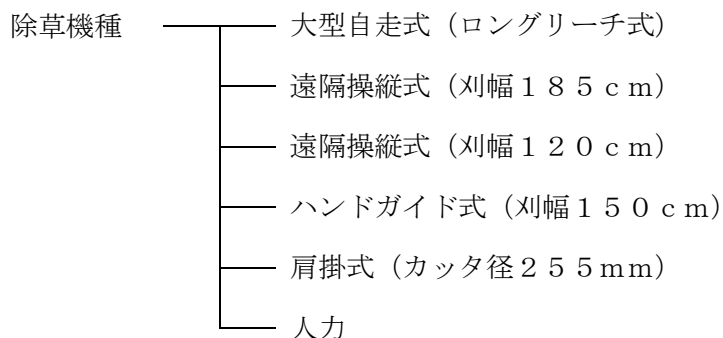 除草機種
大型自走式（ロングリーチ式）
遠隔操縦式（刈幅１８５ｃｍ）
遠隔操縦式（刈幅１２０ｃｍ）
ハンドガイド式（刈幅１５０ｃｍ）
肩掛式（カッタ径２５５ｍｍ）
人力